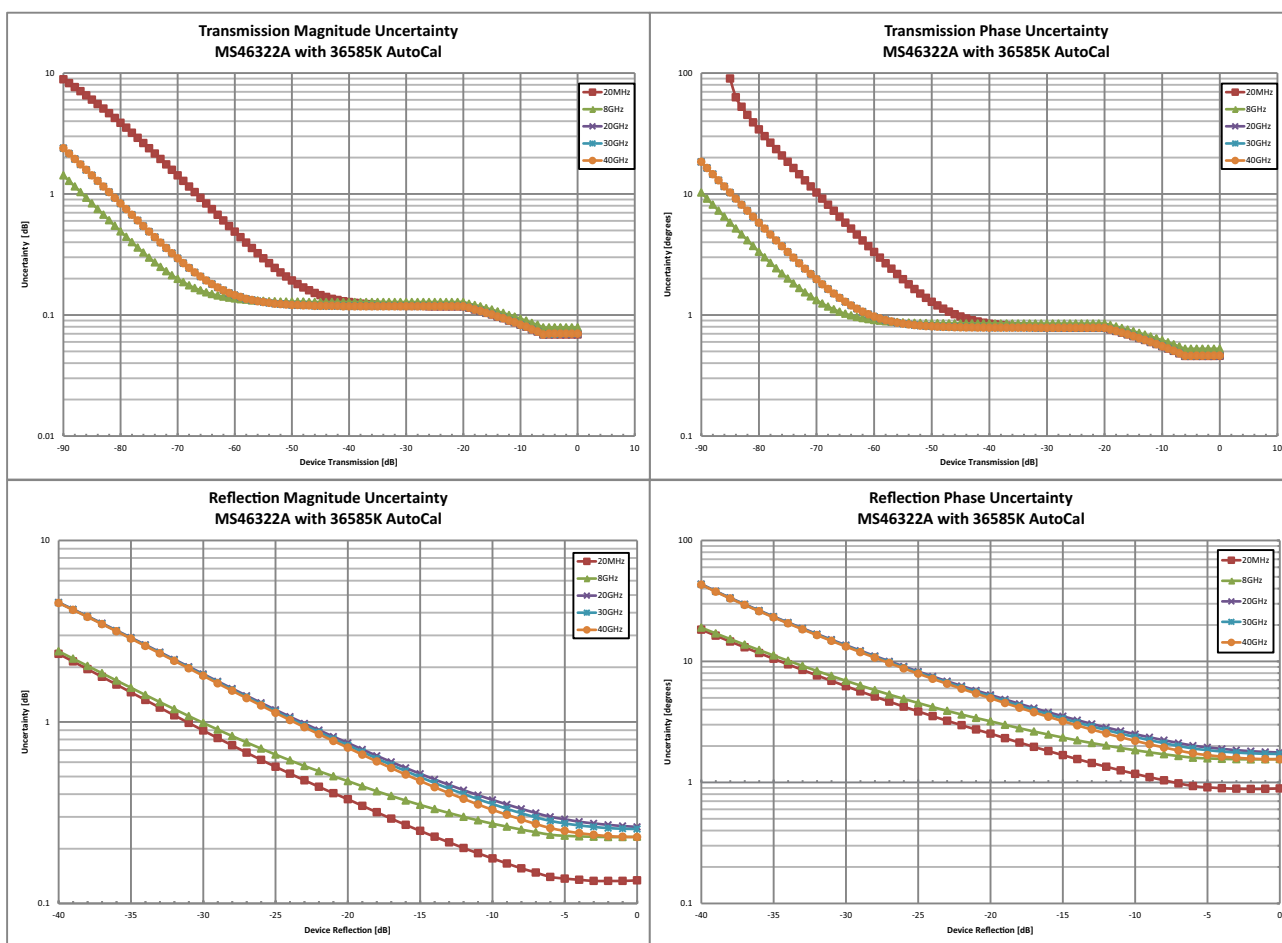 Transmission Magnitude Uncertainty
MS46322A with 36585K AutoCal
10
1
0.1
0.01
Uncertainty [dB]
20MHz
8GHz
20GHz
30GHz
40GHz
-90 -80 -70 -60 -50 -40 -30 -20 -10 0 10
Device Transmission [dB]
Transmission Phase Uncertainty
MS46322A with 36585K AutoCal
100
10
1
0.1
Uncertainty [degrees]
20MHz
8GHz
20GHz
30GHz
40GHz
-90 -80 -70 -60 -50 -40 -30 -20 -10 0 10
Device Transmission [dB]
Reflection Magnitude Uncertainty
MS46322A with 36585K AutoCal
10
1
0.1
Uncertainty [dB]
20MHz
8GHz
20GHz
30GHz
40GHz
-40 -35 -30 -25 -20 -15 -10 -5 0
Device Reflection [dB]
Reflection Phase Uncertainty
MS46322A with 36585K AutoCal
100
10
1
0.1
Uncertainty [degrees]
20MHz
8GHz
20GHz
30GHz
40GHz
-40 -35 -30 -25 -20 -15 -10 -5 0
Device Reflection [dB]